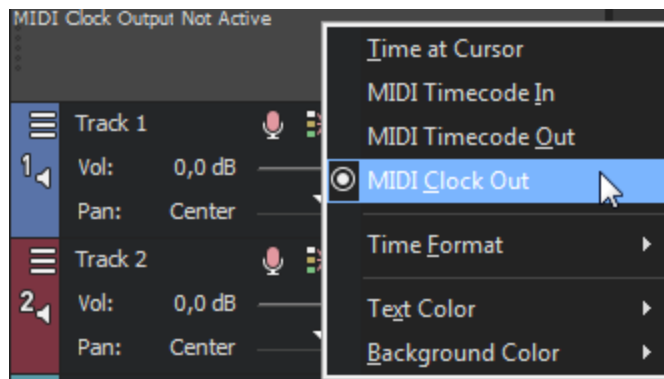 MIDI Clock Output Not Active
Track 1
1
Vol: 0,0 dB
Pan: Center
Track 2
2
Vol: 0,0 dB
Pan: Center
Time at Cursor
MIDI Timecode In
MIDI Timecode Out
MIDI Clock Out
Time Format
Text Color
Background Color